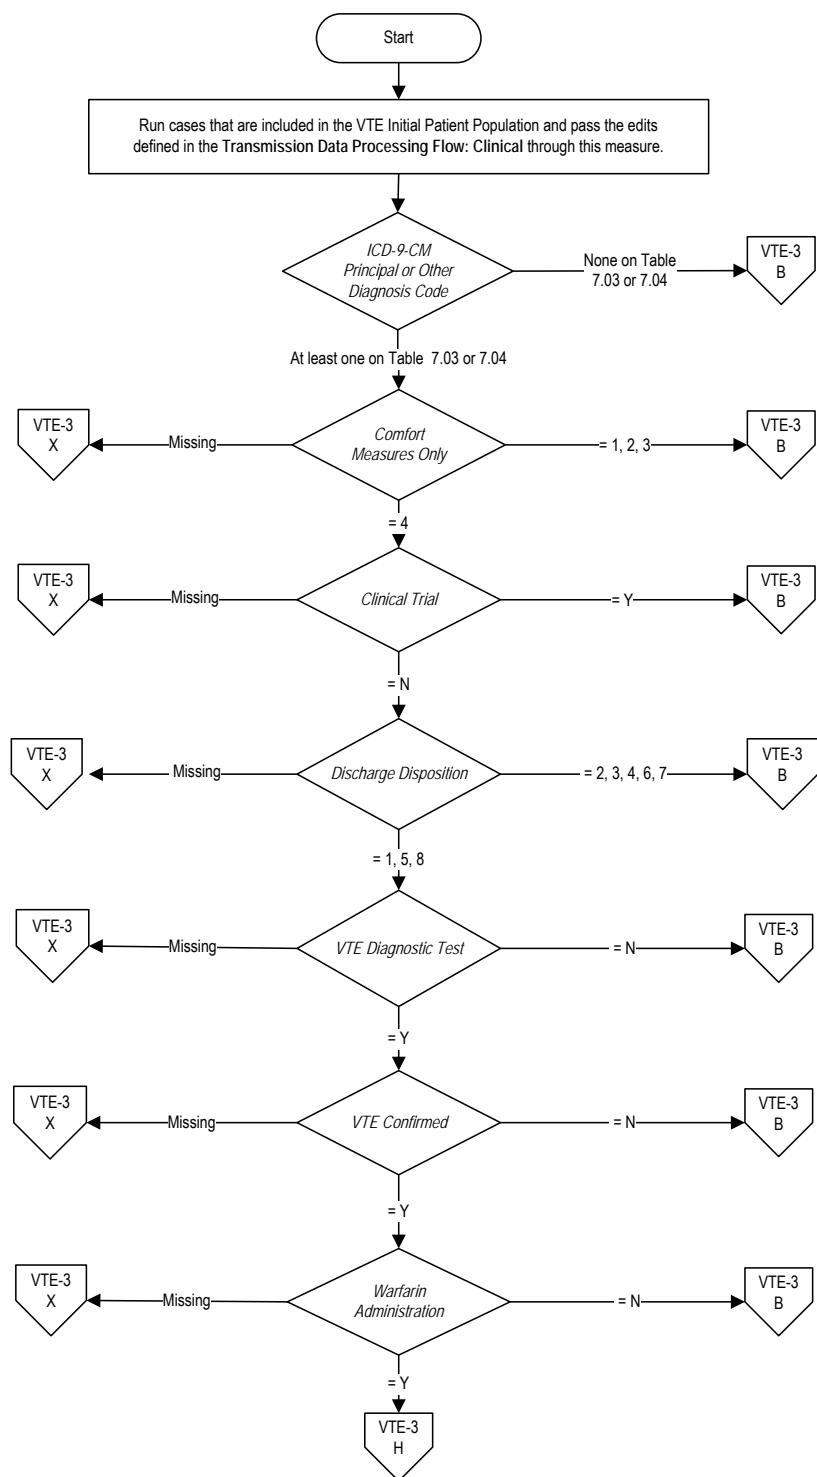 Start
Run cases that are included in the VTE Initial Patient Population and pass the edits
defined in the Transmission Data Processing Flow: Clinical through this measure.
ICD-9-CM
Principal or Other
Diagnosis Code
None on Table
7.03 or 7.04
VTE-3
B
At least one on Table 7.03 or 7.04
VTE-3
X
Missing
Comfort
Measures Only
= 1, 2, 3
VTE-3
B
= 4
VTE-3
X
Missing
Clinical Trial
= Y
VTE-3
B
= N
VTE-3
X
Missing
Discharge Disposition
= 2, 3, 4, 6, 7
VTE-3
B
= 1, 5, 8
VTE-3
X
Missing
VTE Diagnostic Test
= N
VTE-3
B
= Y
VTE-3
X
Missing
VTE Confirmed
= N
VTE-3
B
= Y
VTE-3
X
Missing
Warfarin
Administration
= N
VTE-3
B
= Y
VTE-3
H